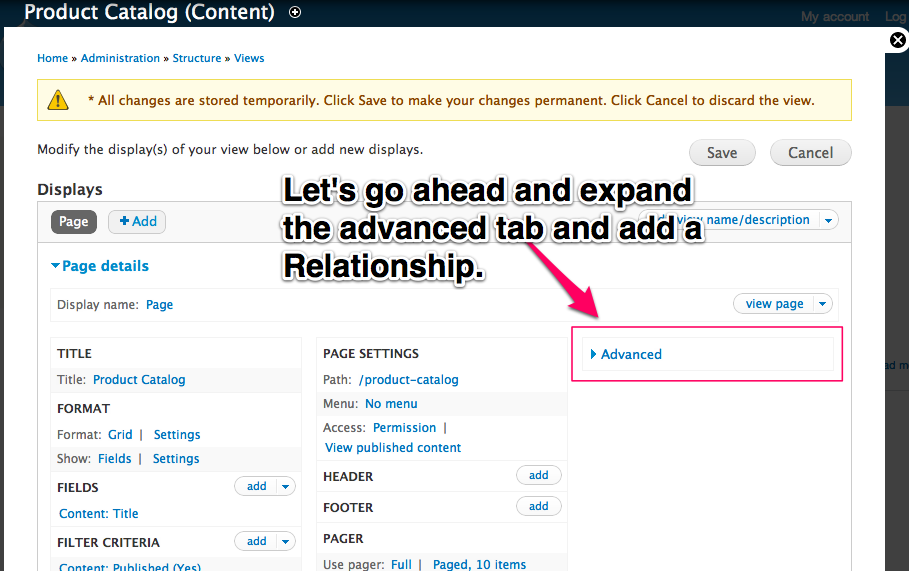 Product Catalog (Content)
My account Log
Home » Administration » Structure » Views
* All changes are stored temporarily. Click Save to make your changes permanent. Click Cancel to discard the view.
Modify the display(s) of your view below or add new displays.
Save
Cancel
Let's go ahead and expand
the advanced tab and add a
Relationship.
Displays
Page
+ Add
view name/description
Page details
Display name: Page
view page
TITLE
Title: Product Catalog
FORMAT
Format: Grid | Settings
Show: Fields | Settings
FIELDS
add
Content: Title
FILTER CRITERIA
add
Content: Published (Yes)
PAGE SETTINGS
Path: /product-catalog
Menu: No menu
Access: Permission |
View published content
HEADER
add
FOOTER
add
PAGER
Use pager: Full | Paged, 10 items
Advanced